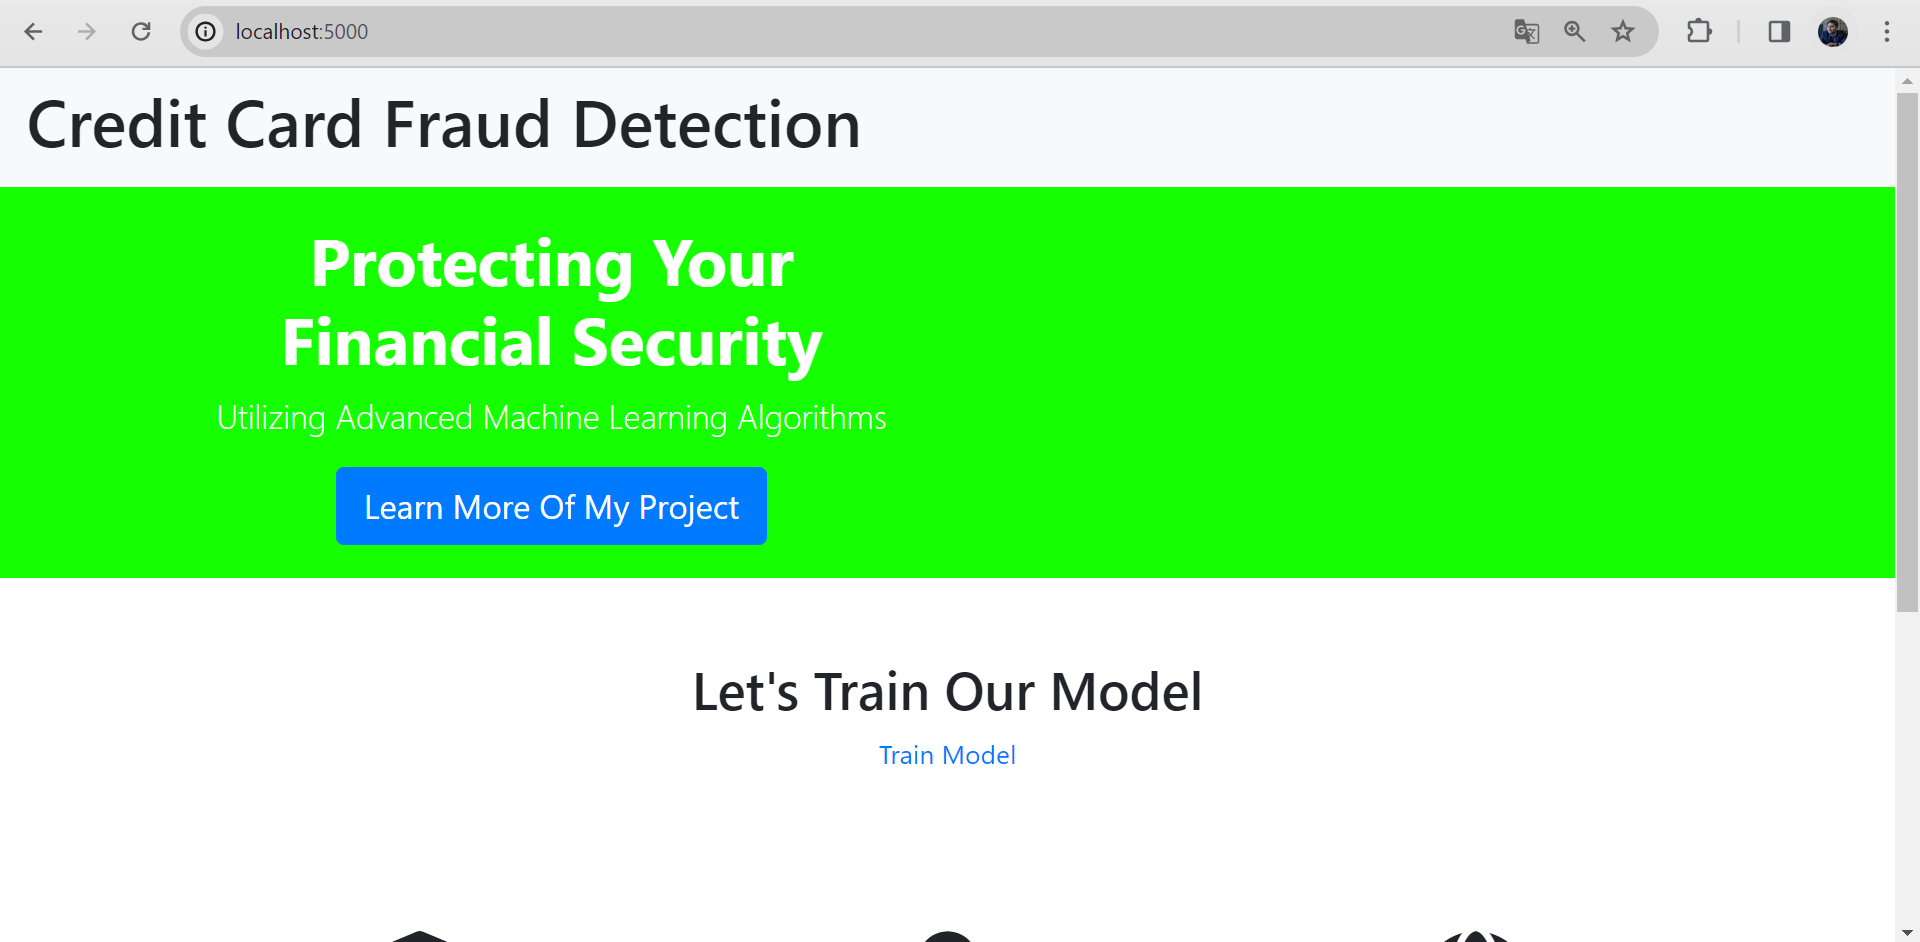 localhost:5000
Credit Card Fraud Detection
Protecting Your
Financial Security
Utilizing Advanced Machine Learning Algorithms
Learn More Of My Project
Let's Train Our Model
Train Model